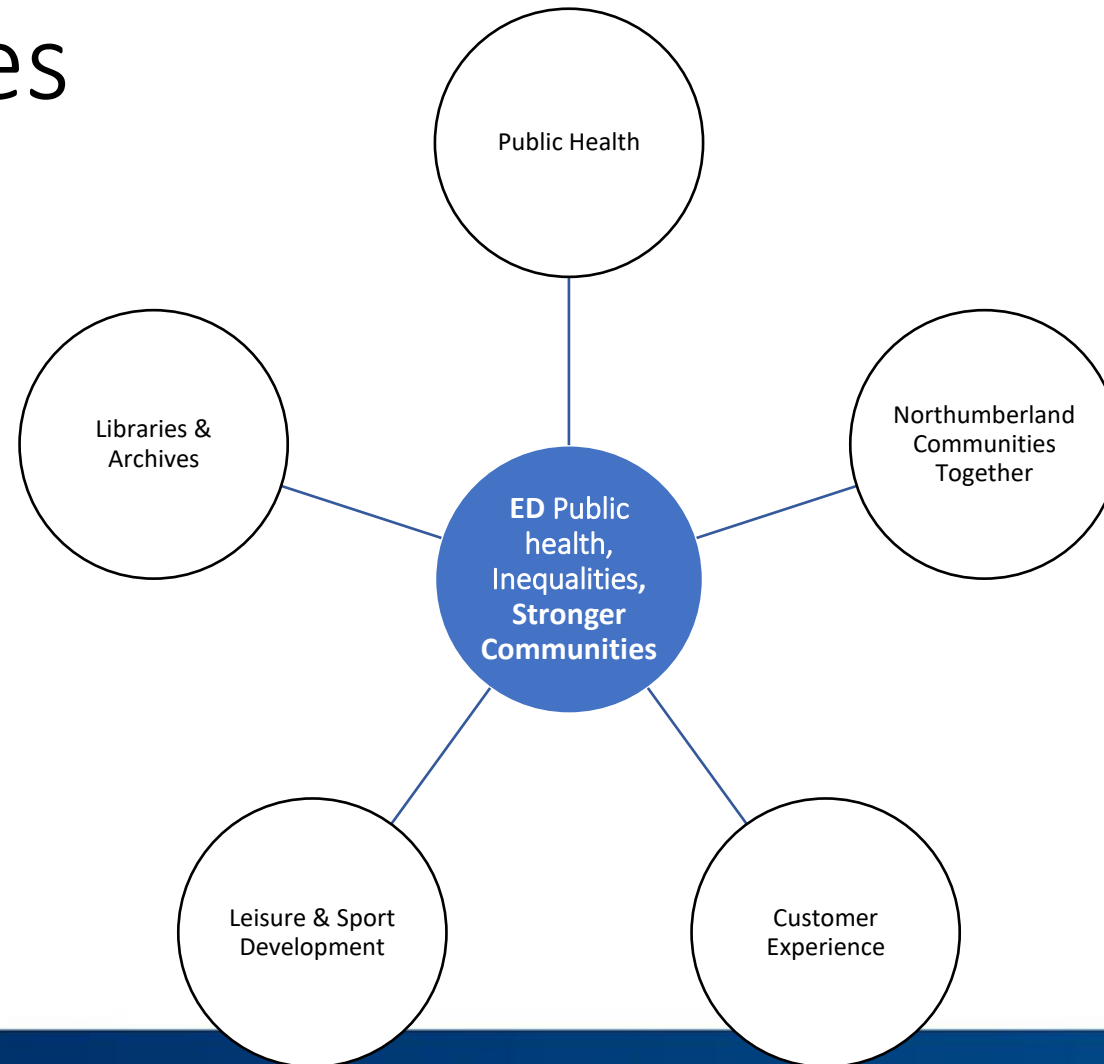 es
Public Health
Northumberland
Communities
Together
Libraries &
Archives
ED Public
health,
Inequalities,
Stronger
Communities
Leisure & Sport
Development
Customer
Experience